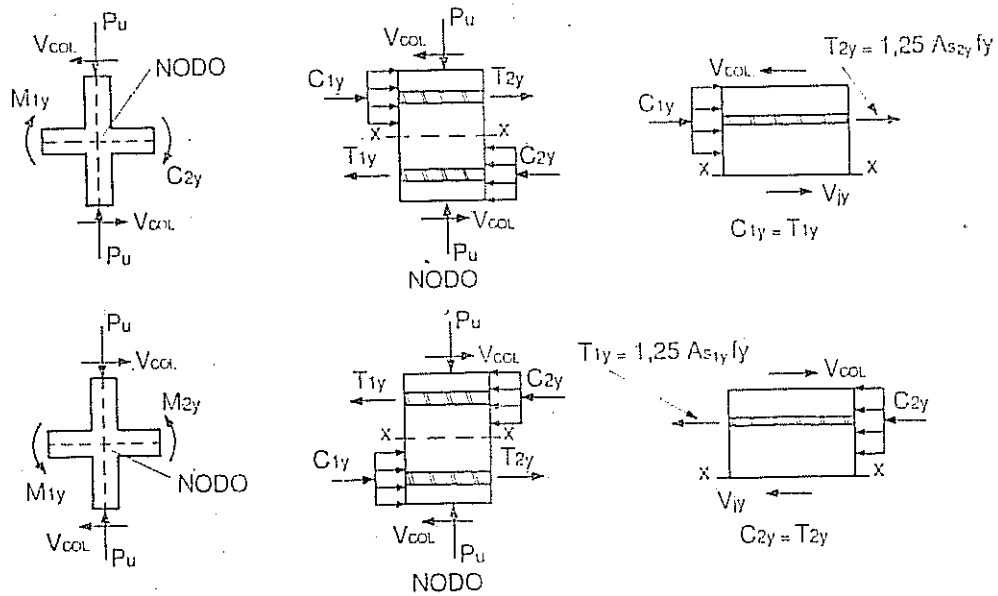 Pu
VCOL
NODO
M1y
C2y
VCOL
Pu
Pu
VCOL
C1y
T2y
X X
T1y
C2y
VCOL
Pu
NODO
T2y = 1,25 As2y fy
VCOL
C1y
X X
Vjy
C1y = T1y
Pu
VCOL
M2y
M1y
NODO
VCOL
Pu
Pu
VCOL
T1y
C2y
X X
C1y
T2y
VCOL
Pu
NODO
T1y = 1,25 As1y fy
VCOL
C2y
X X
Vjy
C2y = T2y